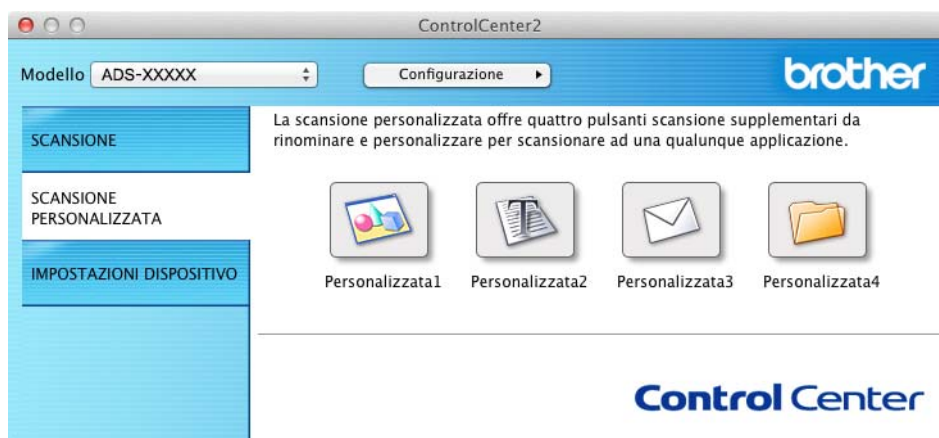 ControlCenter2
Modello ADS-XXXXX Configurazione
brother
SCANSIONE
SCANSIONE
PERSONALIZZATA
IMPOSTAZIONI DISPOSITIVO
La scansione personalizzata offre quattro pulsanti scansione supplementari da
rinominare e personalizzare per scansionare ad una qualunque applicazione.
T
Personalizzata1 Personalizzata2 Personalizzata3 Personalizzata4
Control Center